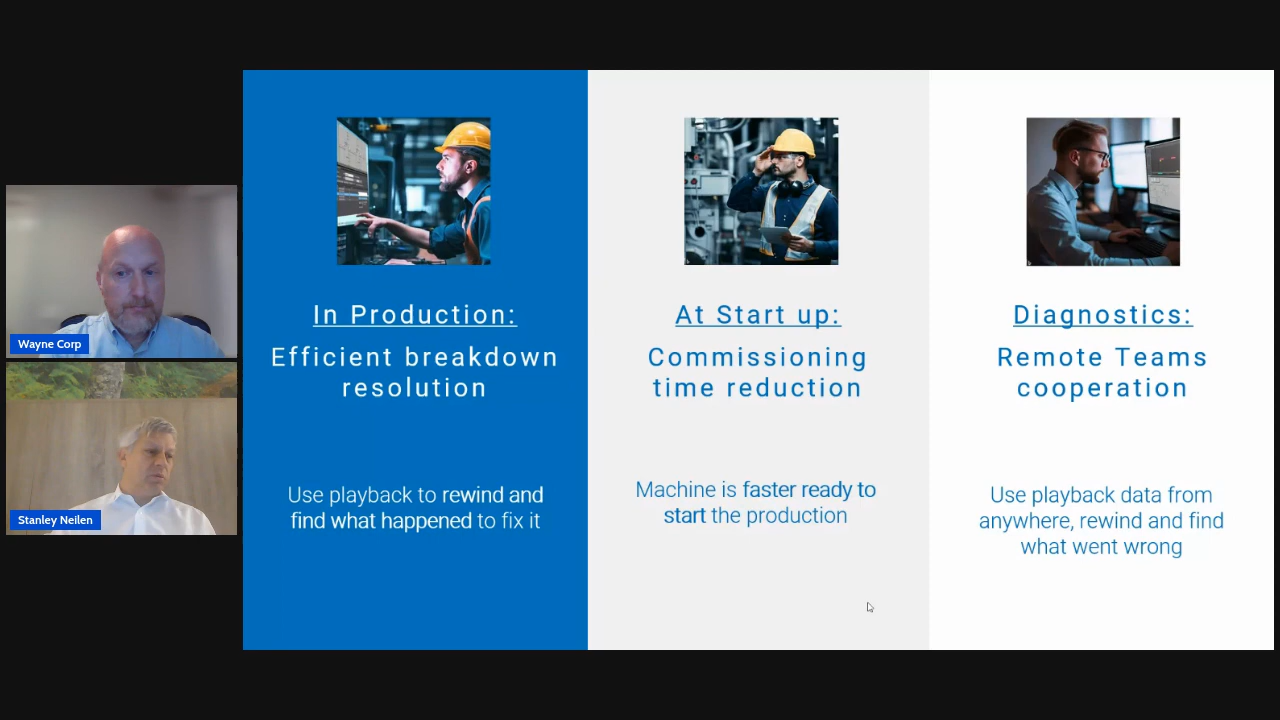 Wayne Corp
Stanley Neilen
In Production:
Efficient breakdown
resolution
Use playback to rewind and
find what happened to fix it
At Start up:
Commissioning
time reduction
Machine is faster ready to
start the production
Diagnostics:
Remote Teams
cooperation
Use playback data from
anywhere, rewind and find
what went wrong